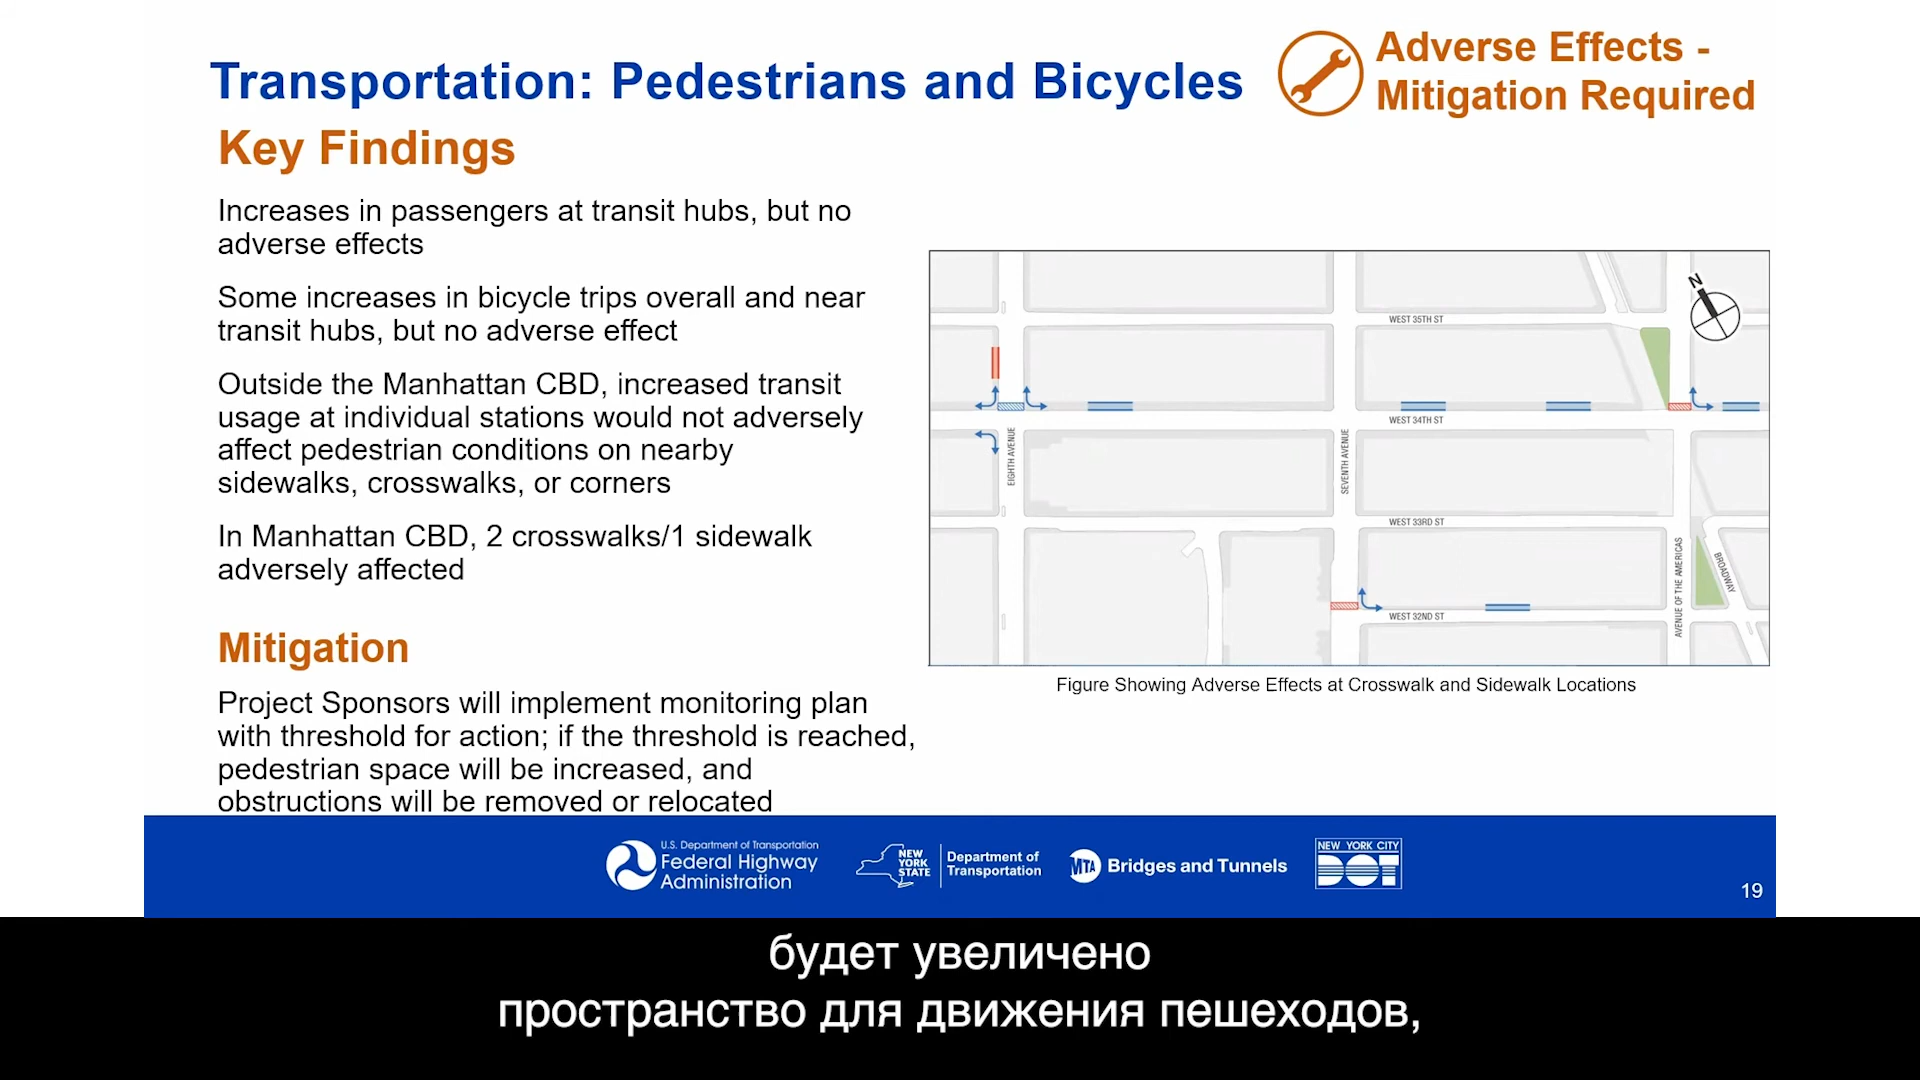 Transportation: Pedestrians and Bicycles
Adverse Effects -
Mitigation Required
Key Findings
Increases in passengers at transit hubs, but no
adverse effects
Some increases in bicycle trips overall and near
transit hubs, but no adverse effect
Outside the Manhattan CBD, increased transit
usage at individual stations would not adversely
affect pedestrian conditions on nearby
sidewalks, crosswalks, or corners
In Manhattan CBD, 2 crosswalks/1 sidewalk
adversely affected
Mitigation
Project Sponsors will implement monitoring plan
with threshold for action; if the threshold is reached,
pedestrian space will be increased, and
obstructions will be removed or relocated
N
WEST 35TH ST
WEST 34TH ST
EIGHTH AVENUE
SEVENTH AVENUE
WEST 33RD ST
AVENUE OF THE AMERICAS
BROADWAY
WEST 32ND ST
Figure Showing Adverse Effects at Crosswalk and Sidewalk Locations
U.S. Department of Transportation
Federal Highway
Administration
NEW
YORK
STATE
Department of
Transportation
MTA
Bridges and Tunnels
NEW YORK CITY
DOT
19
будет увеличено
пространство для движения пешеходов,